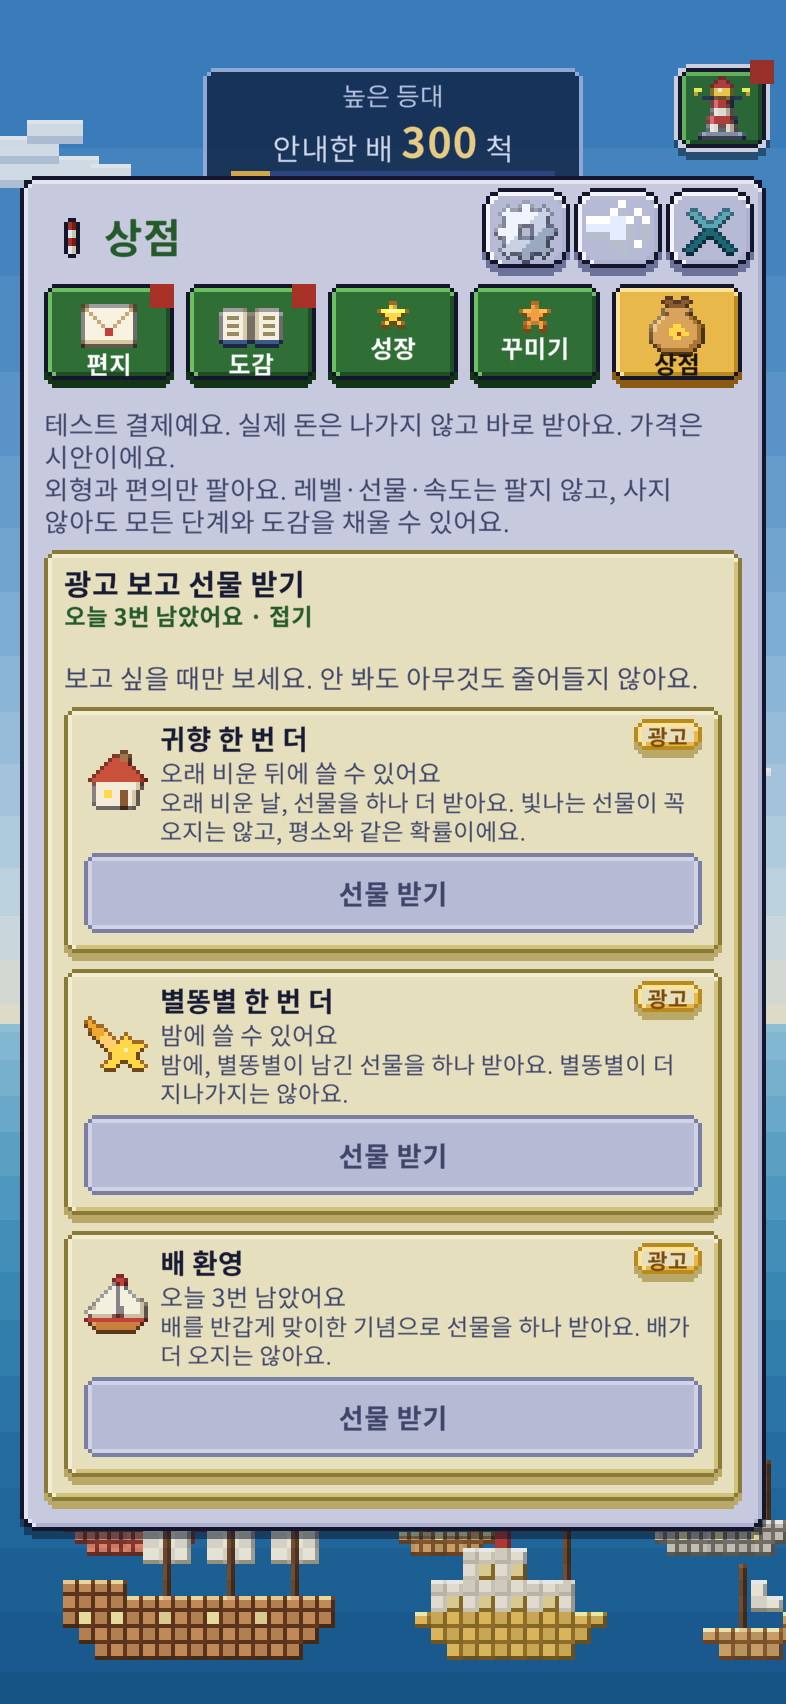 높은 등대
안내한 배 300 척
상점
편지
도감
성장
꾸미기
상점
테스트 결제예요. 실제 돈은 나가지 않고 바로 받아요. 가격은
시안이에요.
외형과 편의만 팔아요. 레벨·선물·속도는 팔지 않고, 사지
않아도 모든 단계와 도감을 채울 수 있어요.
광고 보고 선물 받기
오늘 3번 남았어요 · 접기
보고 싶을 때만 보세요. 안 봐도 아무것도 줄어들지 않아요.
귀향 한 번 더
광고
오래 비운 뒤에 쓸 수 있어요
오래 비운 날, 선물을 하나 더 받아요. 빛나는 선물이 꼭
오지는 않고, 평소와 같은 확률이에요.
선물 받기
별똥별 한 번 더
광고
밤에 쓸 수 있어요
밤에, 별똥별이 남긴 선물을 하나 받아요. 별똥별이 더
지나가지는 않아요.
선물 받기
배 환영
광고
오늘 3번 남았어요
배를 반갑게 맞이한 기념으로 선물을 하나 받아요. 배가
더 오지는 않아요.
선물 받기